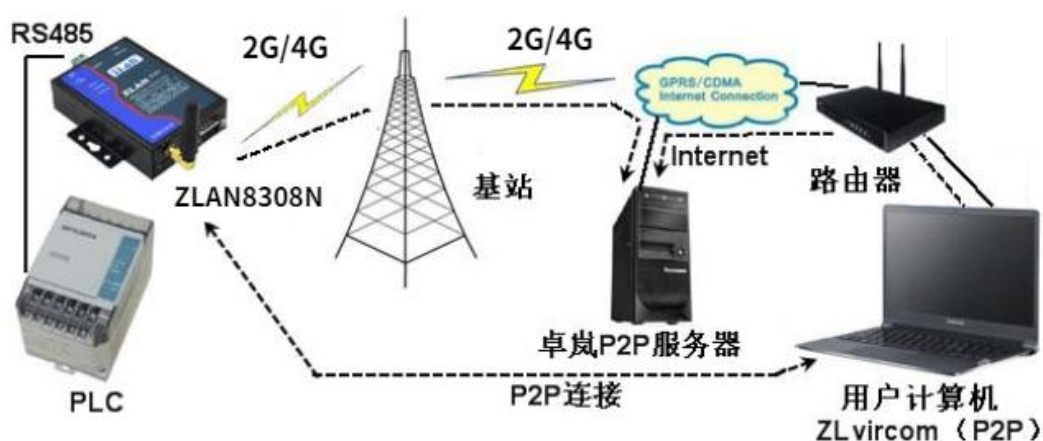 RS485
2G/4G
2G/4G
GPRS/CDMA
Internet Connection
ZLAN8308N
基站
Internet
路由器
PLC
卓岚P2P服务器
P2P连接
用户计算机
ZLvircom（P2P）